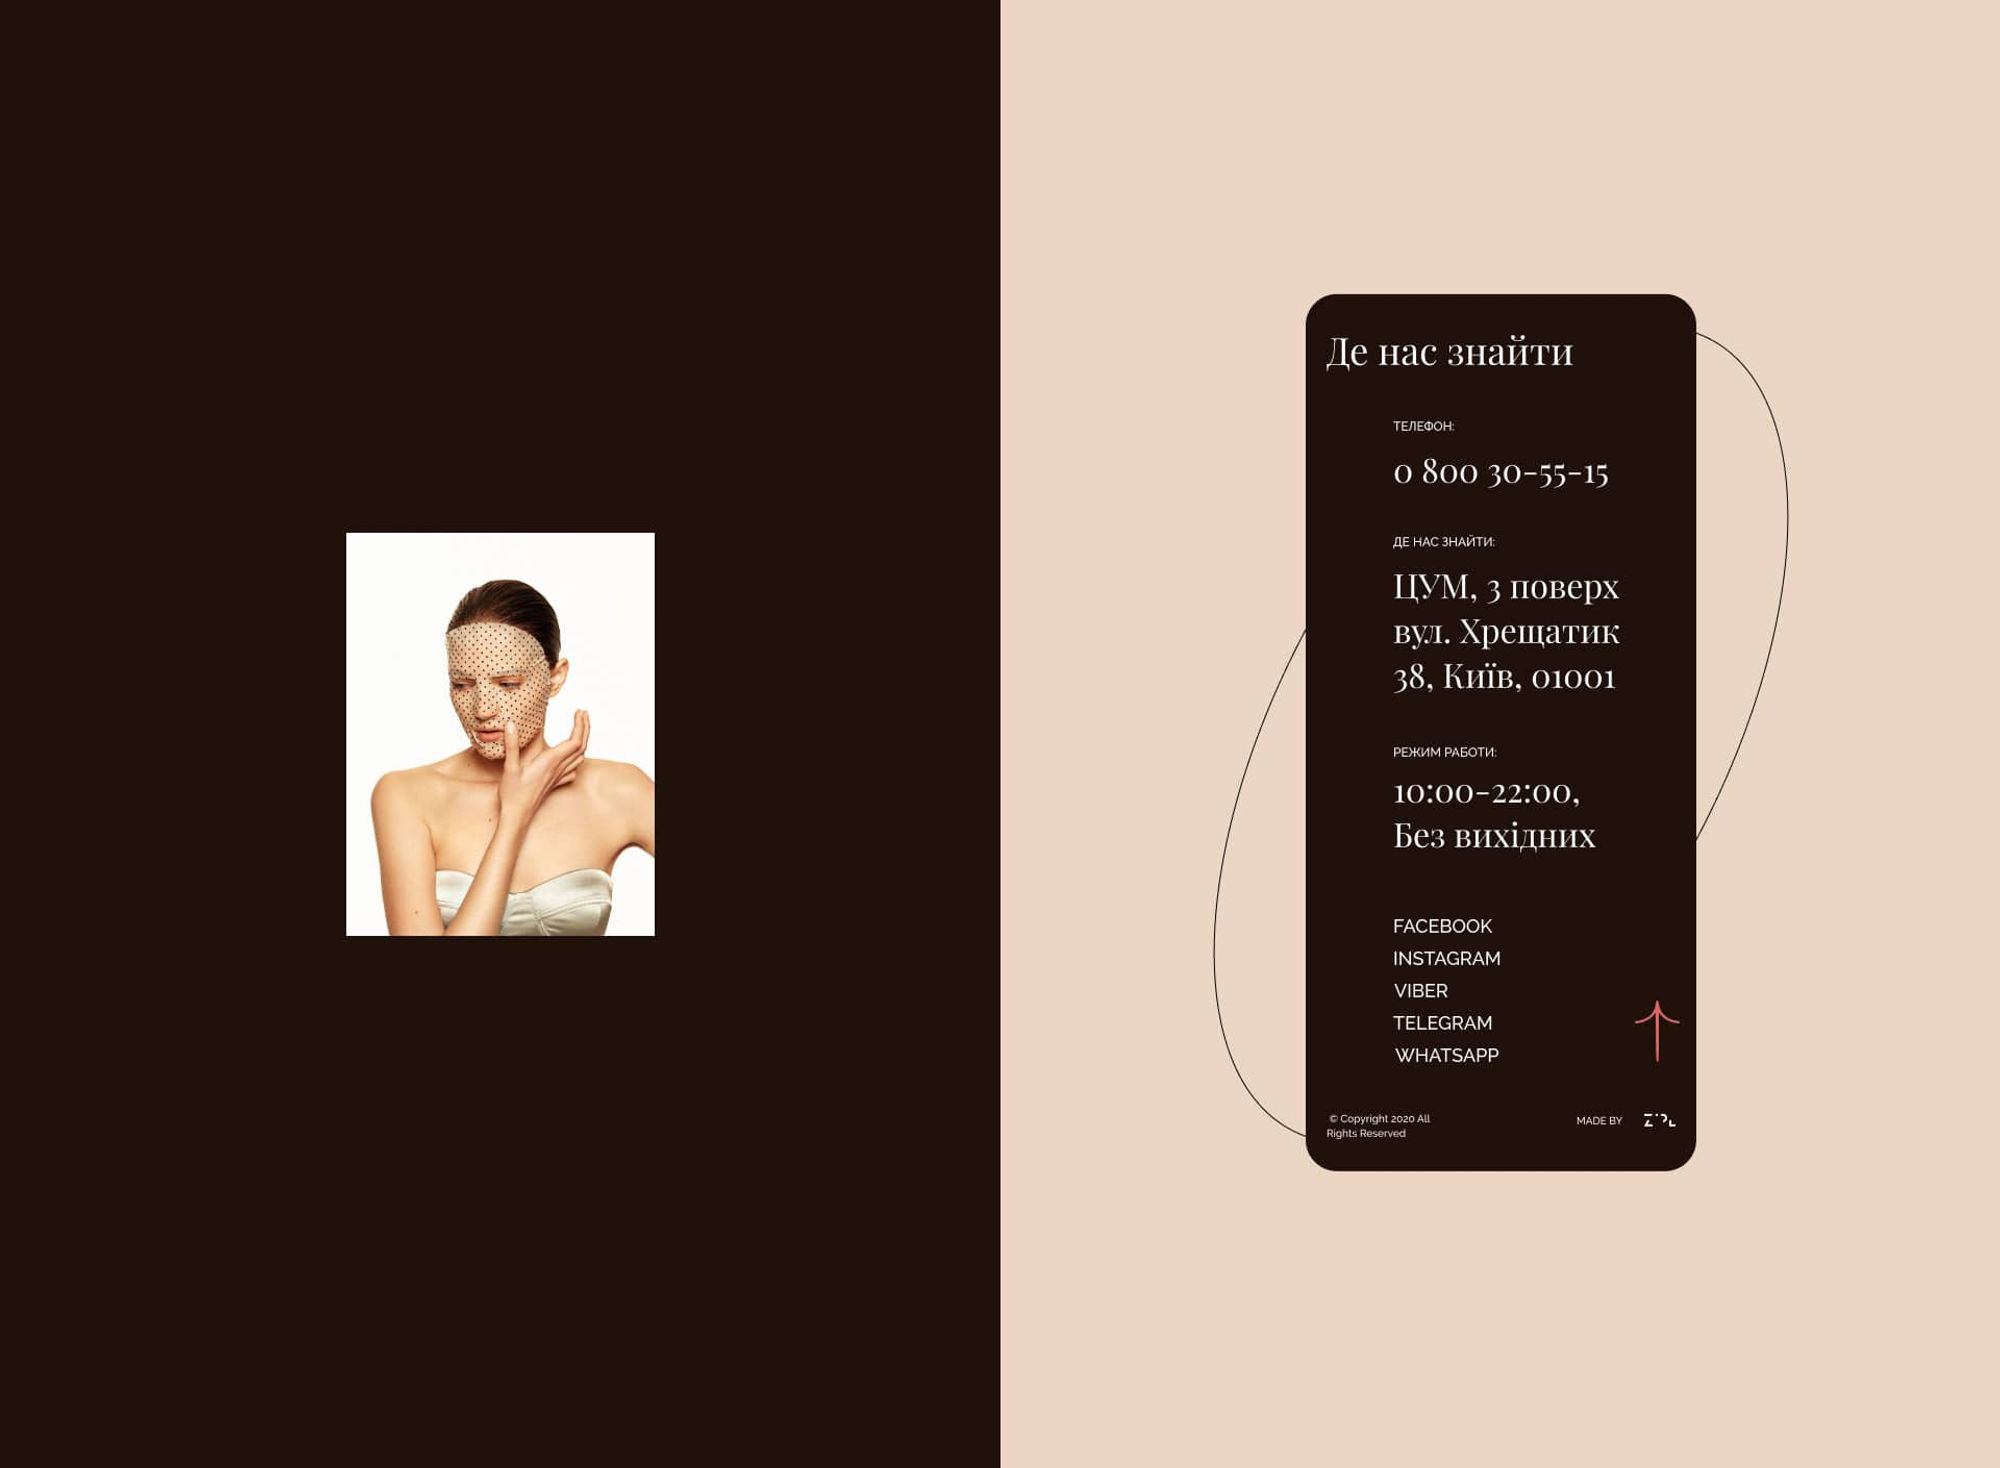 Де нас знайти
ТЕЛЕФОН:
0 800 30-55-15
ДЕ НАС ЗНАЙТИ:
ЦУМ, 3 поверх
вул. Хрещатик
38, Київ, 01001
РЕЖИМ РАБОТИ:
10:00-22:00,
Без вихідних
FACEBOOK
INSTAGRAM
VIBER
TELEGRAM
WHATSAPP
© Copyright 2020 All
Rights Reserved
MADE BY